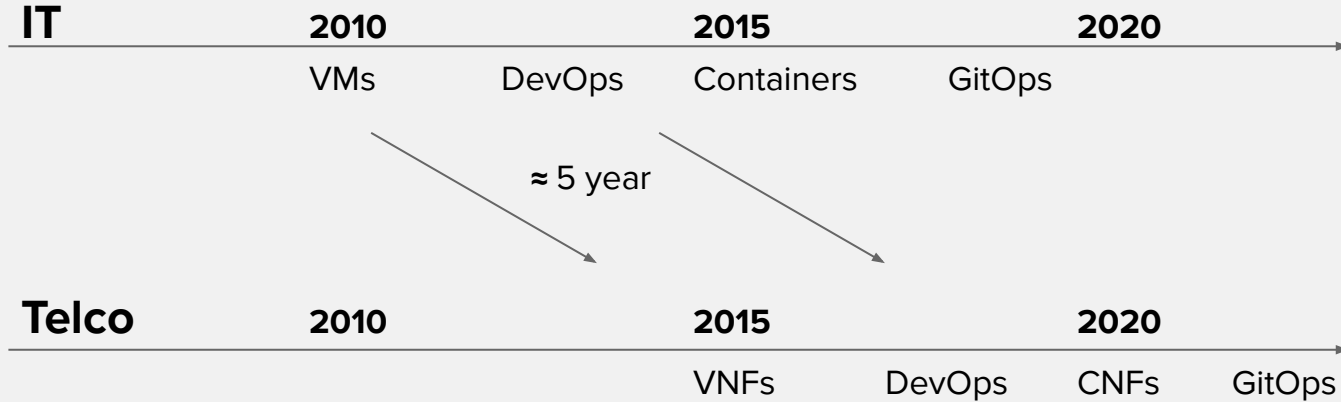 IT 2010 2015 2020
VMs DevOps Containers GitOps
≈ 5 year
Telco 2010 2015 2020
VNFs DevOps CNFs GitOps